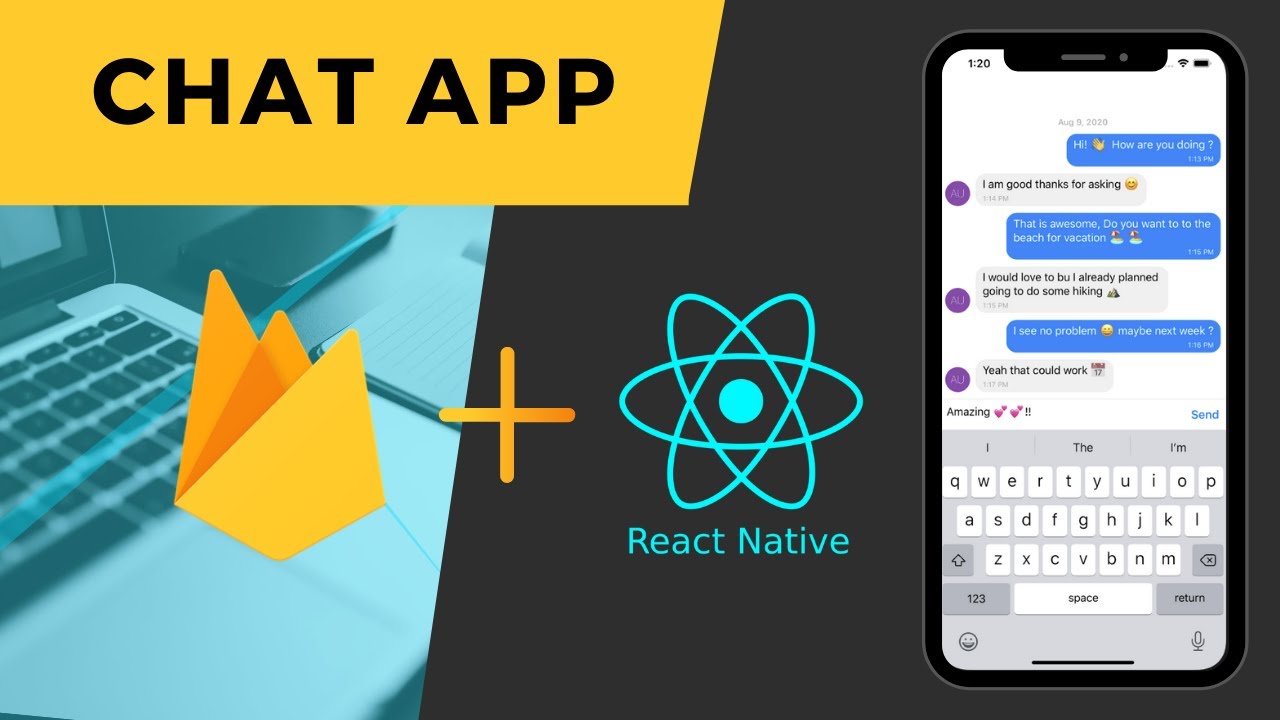 CHAT APP
React Native
1:20
Aug 9, 2020
Hi! 👋 How are you doing ?
1:13 PM
AU
I am good thanks for asking 😊
1:14 PM
That is awesome, Do you want to to the
beach for vacation 🏖️ 🏖️
1:15 PM
I would love to bu I already planned
going to do some hiking ⛰️
AU
1:15 PM
I see no problem 😄 maybe next week ?
1:16 PM
Yeah that could work 📅
AU
1:17 PM
Amazing 💕💕!!
Send
I The I'm
q w e r t y u i o p
a s d f g h j k l
z x c v b n m
123 space return